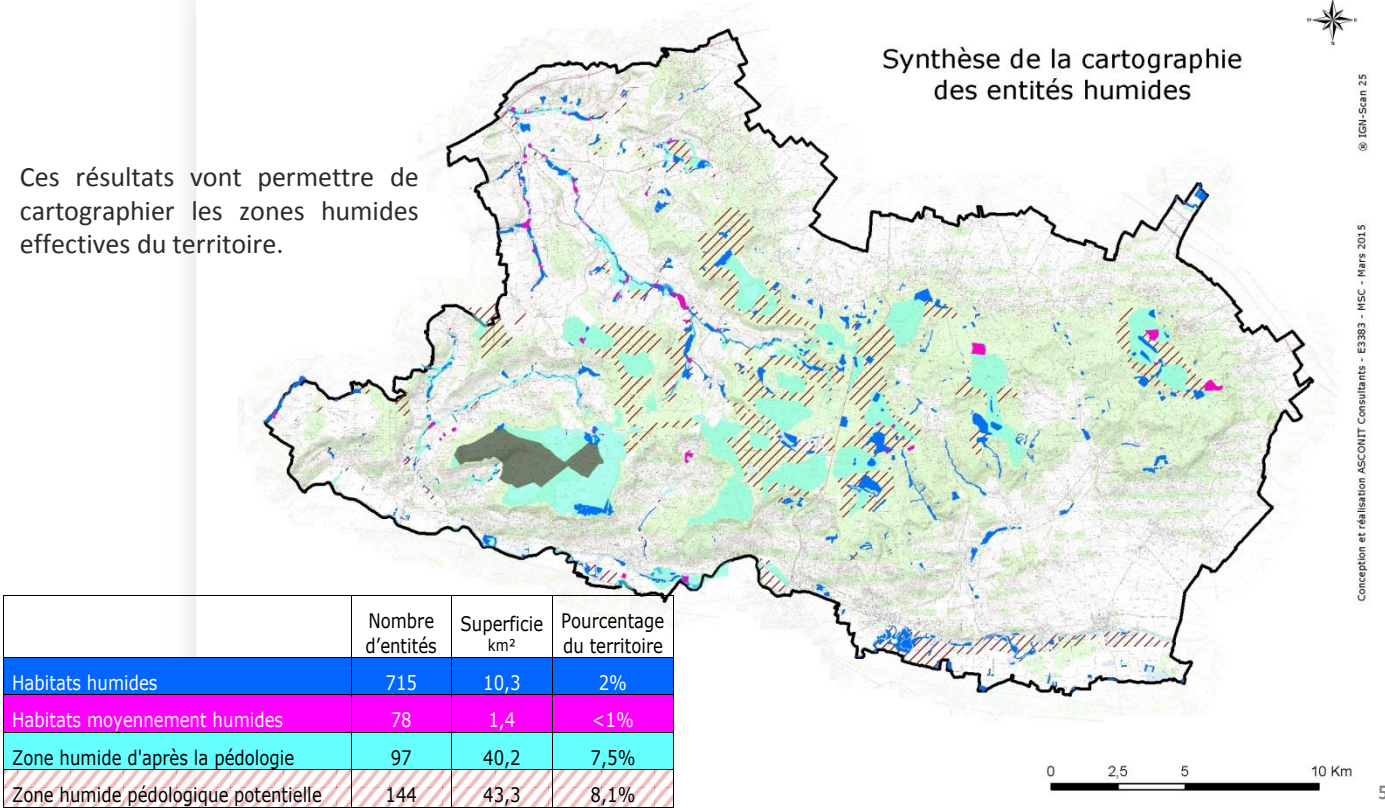 Synthèse de la cartographie
des entités humides
Ces résultats vont permettre de
cartographier les zones humides
effectives du territoire.
Nombre d'entités Superficie km² Pourcentage du territoire
Habitats humides 715 10,3 2%
Habitats moyennement humides 78 1,4 <1%
Zone humide d'après la pédologie 97 40,2 7,5%
Zone humide pédologique potentielle 144 43,3 8,1%
0 2,5 5 10 Km
Conception et réalisation ASCONIT Consultants - E3383 - MSC - Mars 2015
® IGN-Scan 25
5